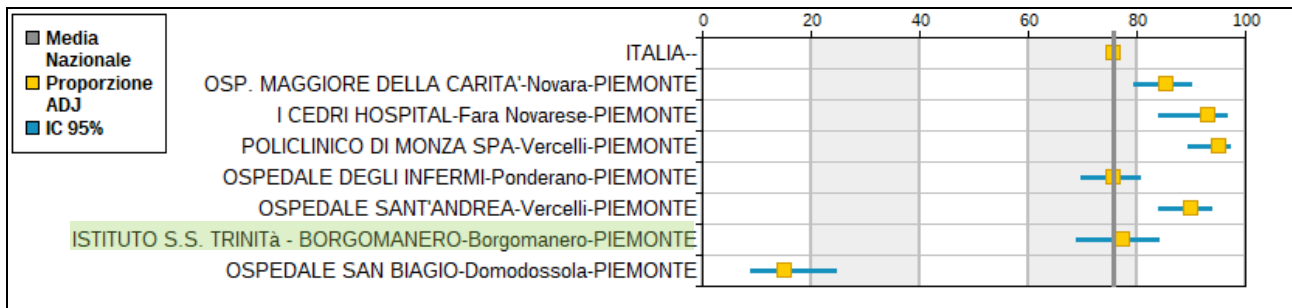 Media
Nazionale
Proporzione
ADJ
IC 95%
0 20 40 60 80 100
ITALIA--
OSP. MAGGIORE DELLA CARITA'-Novara-PIEMONTE
I CEDRI HOSPITAL-Fara Novarese-PIEMONTE
POLICLINICO DI MONZA SPA-Vercelli-PIEMONTE
OSPEDALE DEGLI INFERMI-Ponderano-PIEMONTE
OSPEDALE SANT'ANDREA-Vercelli-PIEMONTE
ISTITUTO S.S. TRINITà - BORGOMANERO-Borgomanero-PIEMONTE
OSPEDALE SAN BIAGIO-Domodossola-PIEMONTE